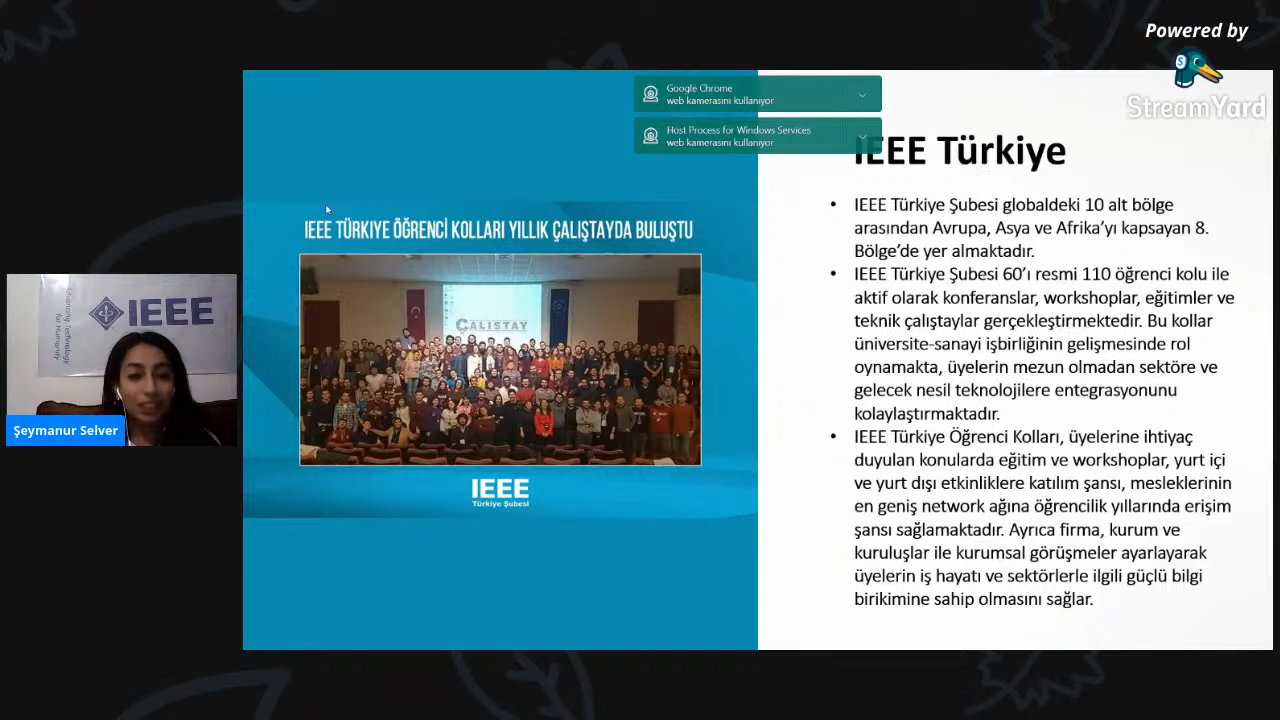 Powered by
StreamYard
Google Chrome
web kamerasını kullanıyor
Host Process for Windows Services
web kamerasını kullanıyor
IEEE Türkiye
IEEE TÜRKIYE ÖĞRENCİ KOLLARI YILLIK ÇALIŞTAYDA BULUŞTU
ÇALIŞTAY
IEEE
Türkiye Şubesi
• IEEE Türkiye Şubesi globaldeki 10 alt bölge
arasından Avrupa, Asya ve Afrika’yı kapsayan 8.
Bölge’de yer almaktadır.
• IEEE Türkiye Şubesi 60’ı resmi 110 öğrenci kolu ile
aktif olarak konferanslar, workshoplar, eğitimler ve
teknik çalıştaylar gerçekleştirmektedir. Bu kollar
üniversite-sanayi işbirliğinin gelişmesinde rol
oynamakta, üyelerin mezun olmadan sektöre ve
gelecek nesil teknolojilere entegrasyonunu
kolaylaştırmaktadır.
• IEEE Türkiye Öğrenci Kolları, üyelerine ihtiyaç
duyulan konularda eğitim ve workshoplar, yurt içi
ve yurt dışı etkinliklere katılım şansı, mesleklerinin
en geniş network ağına öğrencilik yıllarında erişim
şansı sağlamaktadır. Ayrıca firma, kurum ve
kuruluşlar ile kurumsal görüşmeler ayarlayarak
üyelerin iş hayatı ve sektörlerle ilgili güçlü bilgi
birikimine sahip olmasını sağlar.
IEEE
Advancing Technology
for Humanity
Şeymanur Selver